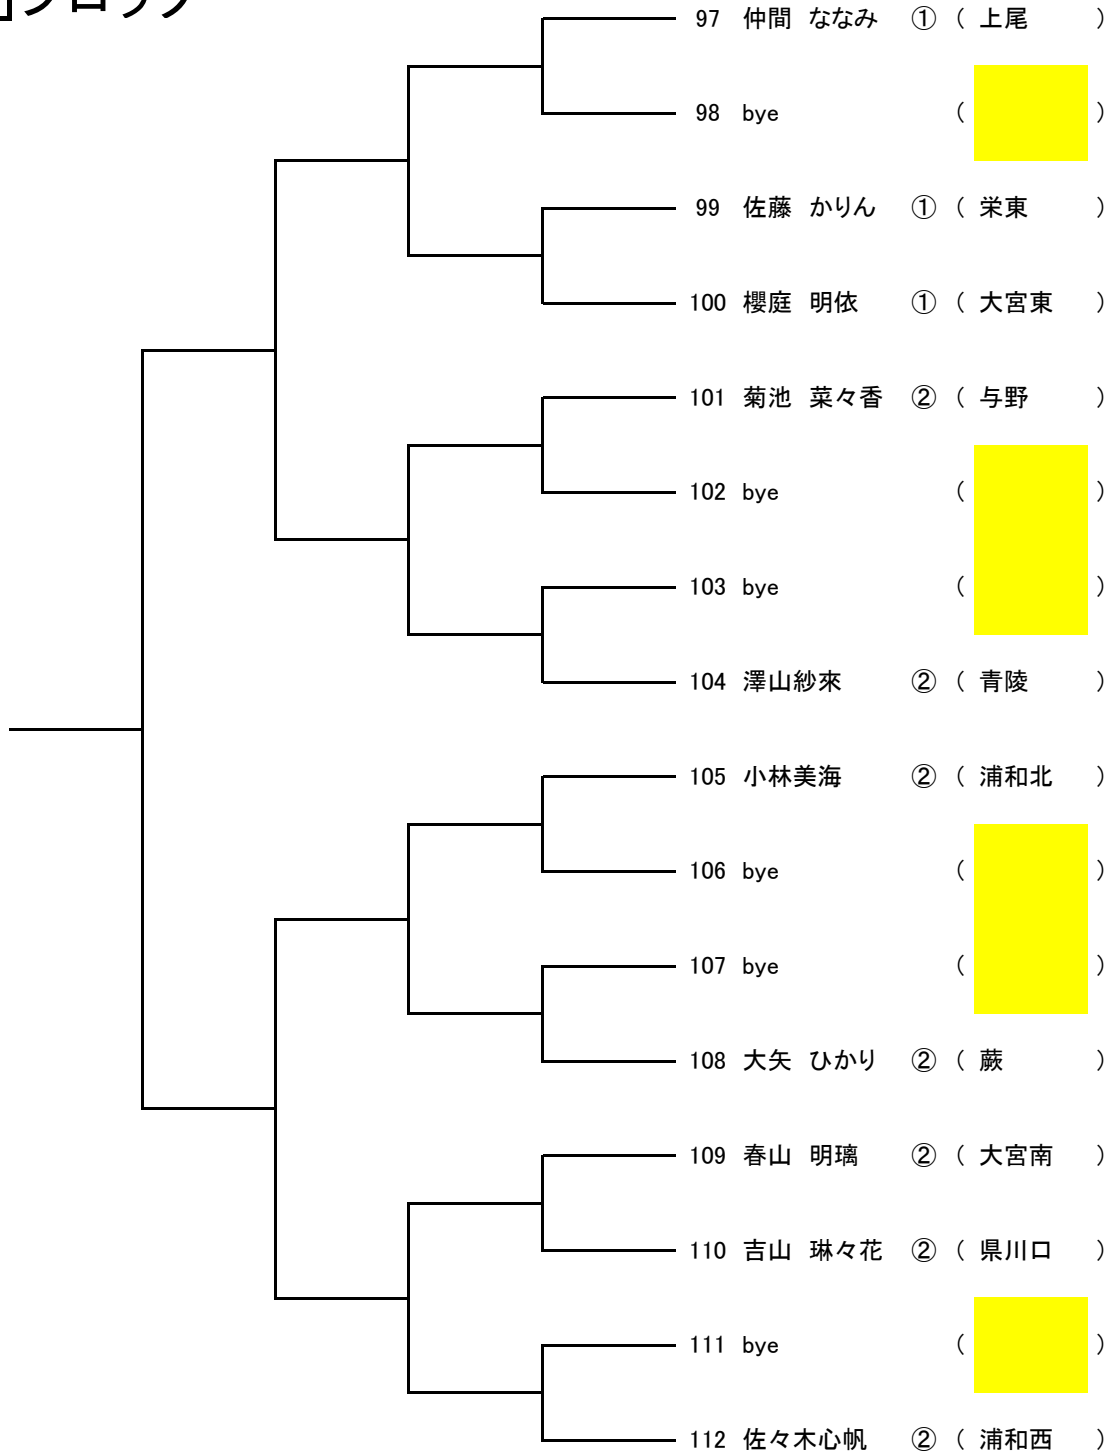 ブロック
97 仲間 ななみ ① ( 上尾 )
98 bye ( )
99 佐藤 かりん ① ( 栄東 )
100 櫻庭 明依 ① ( 大宮東 )
101 菊池 菜々香 ② ( 与野 )
102 bye ( )
103 bye ( )
104 澤山紗來 ② ( 青陵 )
105 小林美海 ② ( 浦和北 )
106 bye ( )
107 bye ( )
108 大矢 ひかり ② ( 蕨 )
109 春山 明璃 ② ( 大宮南 )
110 吉山 琳々花 ② ( 県川口 )
111 bye ( )
112 佐々木心帆 ② ( 浦和西 )